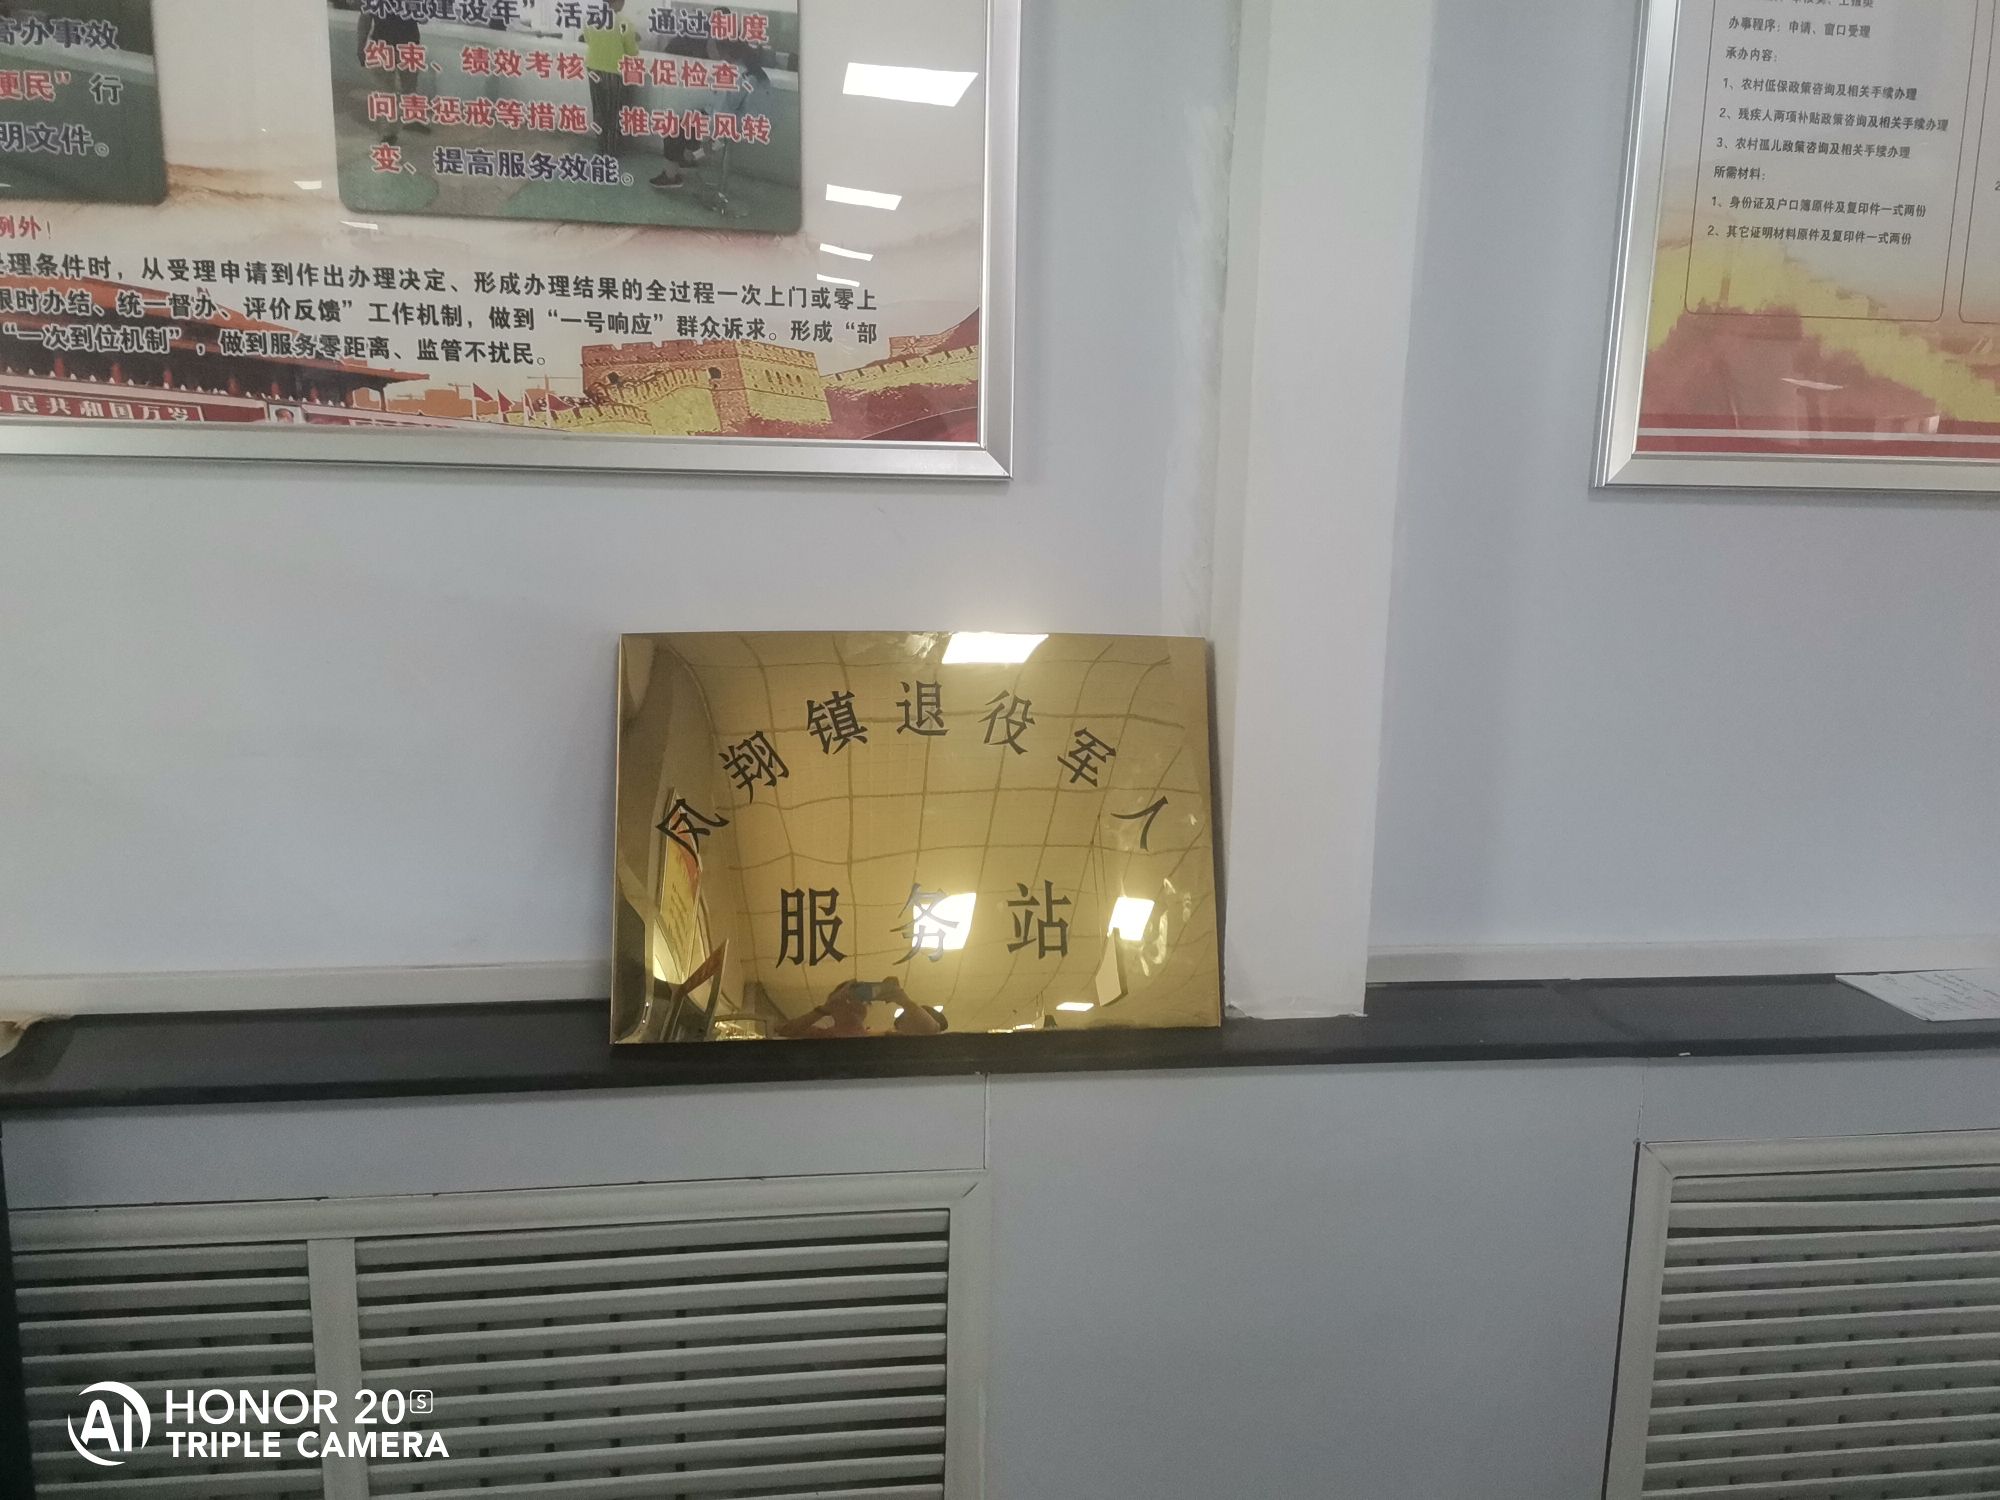 高办事效
便民”行
明文件。
环境建设年”活动，通过制度
约束、绩效考核、督促检查、
问责惩戒等措施、推动作风转
变、提高服务效能。
例外！
受理条件时，从受理申请到作出办理决定、形成办理结果的全过程一次上门或零上
限时办结、统一督办、评价反馈”工作机制，做到“一号响应”群众诉求。形成“部
“一次到位机制”，做到服务零距离、监管不扰民。
民共和国万岁
办事程序：申请、窗口受理
承办内容：
1、农村低保政策咨询及相关手续办理
2、残疾人两项补贴政策咨询及相关手续办理
3、农村孤儿政策咨询及相关手续办理
所需材料：
1、身份证及户口簿原件及复印件一式两份
2、其它证明材料原件及复印件一式两份
凤翔镇退役军人
服务站
AI HONOR 20S
TRIPLE CAMERA